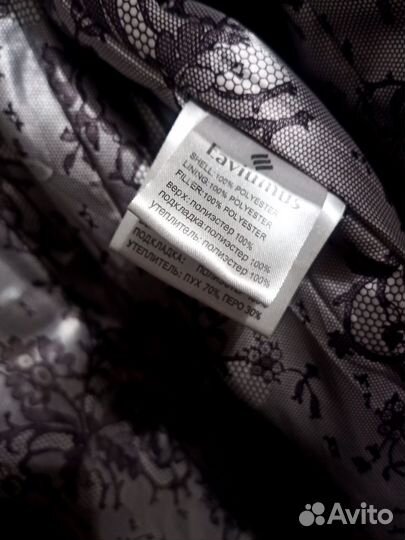 Laviumus
SHELL:100% POLYESTER
LINING:100% POLYESTER
FILLER:100% POLYESTER
верх: полиэстер 100%
подкладка:полиэстер 100%
утеплитель: полиэстер 100%
ПОДКЛАДКА:
УТЕПЛИТЕЛЬ: ПУХ 70%, ПЕРО 30%
Avito